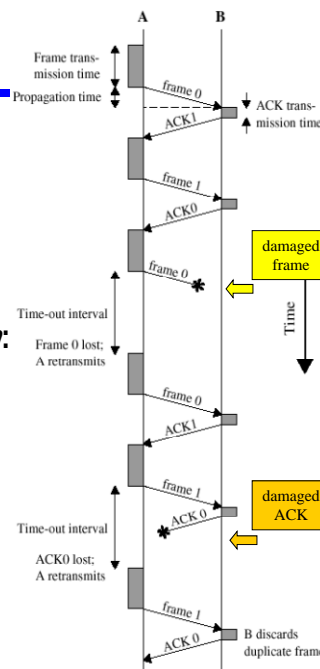 A
B
Frame trans-
mission time
Propagation time
frame 0
ACK trans-
mission time
ACK1
frame 1
ACK0
damaged
frame
frame 0
Time-out interval
Time
Frame 0 lost;
A retransmits
frame 0
ACK1
frame 1
damaged
ACK
ACK 0
Time-out interval
ACK0 lost;
A retransmits
frame 1
B discards
duplicate frame
ACK 0